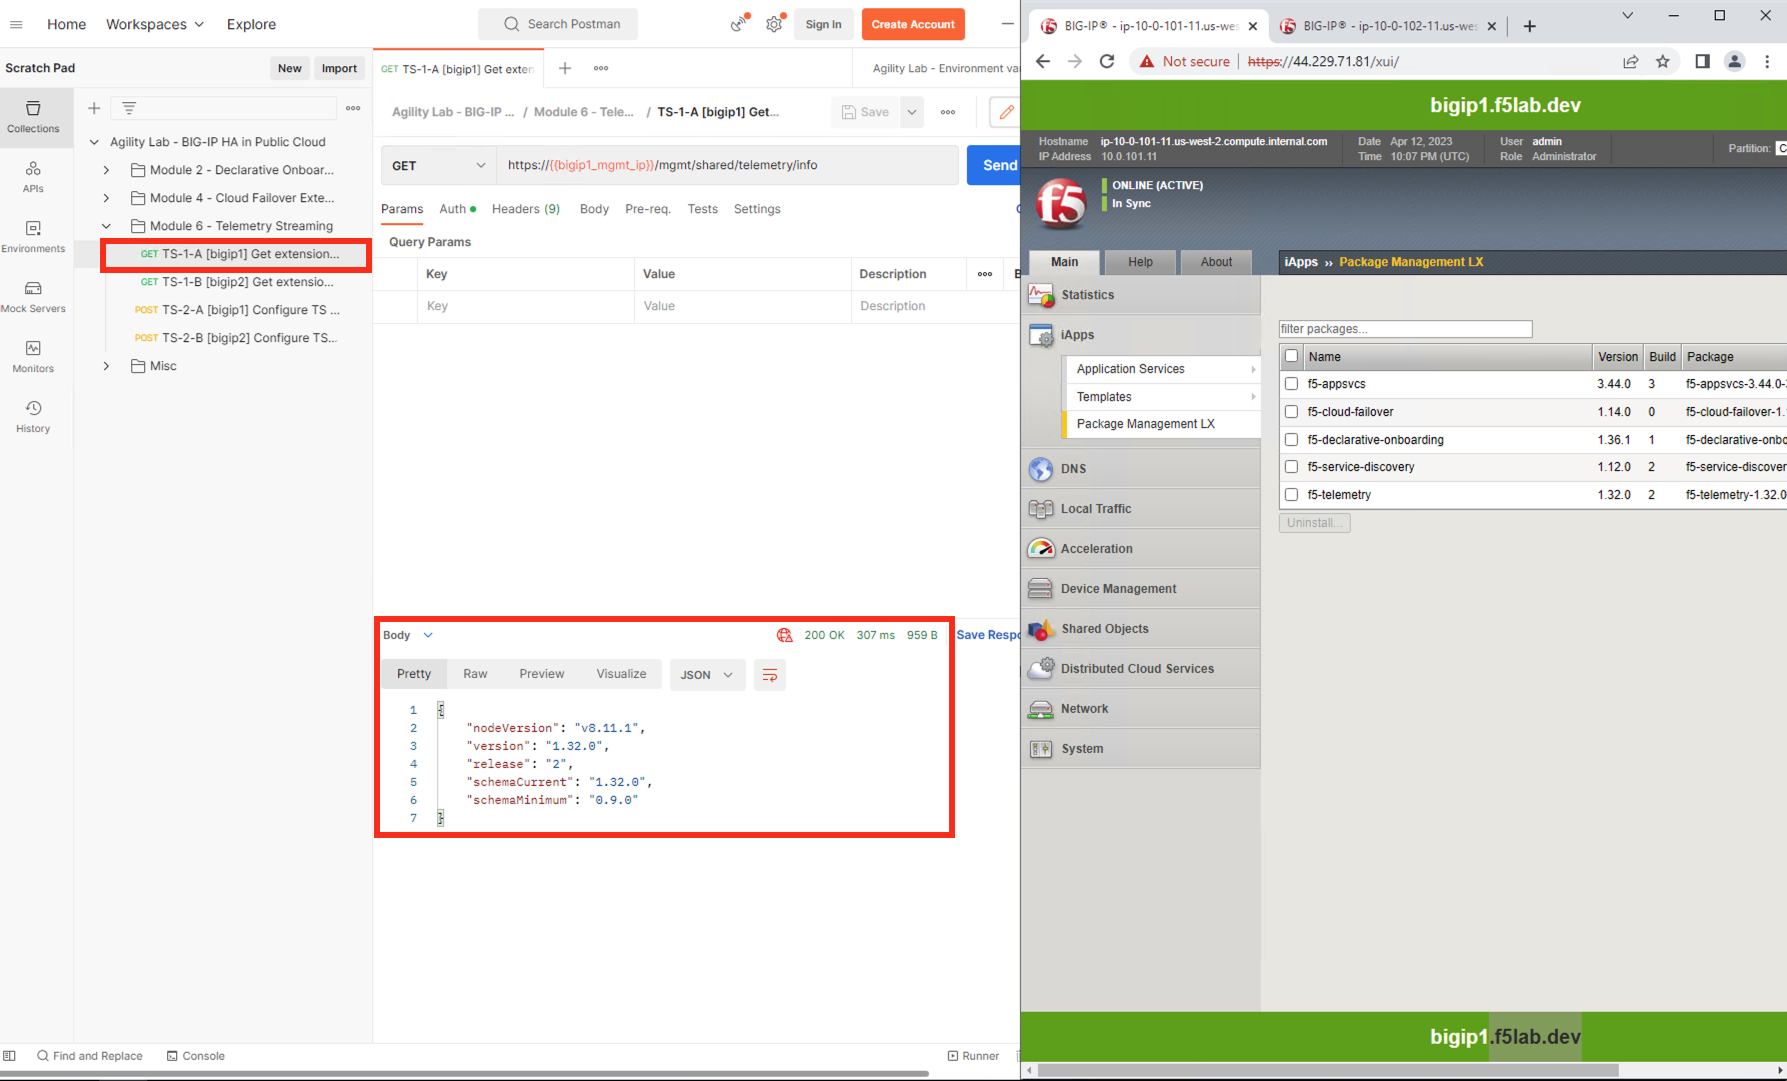 Home
Workspaces
Explore
Search Postman
Sign In
Create Account
Scratch Pad
New
Import
GET TS-1-A [bigip1] Get exten
Agility Lab - Environment va
Collections
APIs
Environments
Mock Servers
Monitors
History
Agility Lab - BIG-IP HA in Public Cloud
Module 2 - Declarative Onboar...
Module 4 - Cloud Failover Exte...
Module 6 - Telemetry Streaming
GET TS-1-A [bigip1] Get extension...
GET TS-1-B [bigip2] Get extensio...
POST TS-2-A [bigip1] Configure TS ...
POST TS-2-B [bigip2] Configure TS...
Misc
Agility Lab - BIG-IP ... / Module 6 - Tele... / TS-1-A [bigip1] Get...
Save
GET
https://{{bigip1_mgmt_ip}}/mgmt/shared/telemetry/info
Send
Params
Auth
Headers (9)
Body
Pre-req.
Tests
Settings
Query Params
Key
Value
Description
B
Key
Value
Description
Body
200 OK
307 ms
959 B
Save Respo
Pretty
Raw
Preview
Visualize
JSON
1 {
2 "nodeVersion": "v8.11.1",
3 "version": "1.32.0",
4 "release": "2",
5 "schemaCurrent": "1.32.0",
6 "schemaMinimum": "0.9.0"
7 }
Find and Replace
Console
Runner
BIG-IP® - ip-10-0-101-11.us-wes
BIG-IP® - ip-10-0-102-11.us-wes
Not secure
https://44.229.71.81/xui/
bigip1.f5lab.dev
Hostname ip-10-0-101-11.us-west-2.compute.internal.com
IP Address 10.0.101.11
Date Apr 12, 2023
Time 10:07 PM (UTC)
User admin
Role Administrator
Partition: C
f5
ONLINE (ACTIVE)
In Sync
Main
Help
About
iApps ›› Package Management LX
Statistics
iApps
Application Services
Templates
Package Management LX
DNS
Local Traffic
Acceleration
Device Management
Shared Objects
Distributed Cloud Services
Network
System
filter packages...
Name Version Build Package
f5-appsvcs 3.44.0 3 f5-appsvcs-3.44.0-
f5-cloud-failover 1.14.0 0 f5-cloud-failover-1.
f5-declarative-onboarding 1.36.1 1 f5-declarative-onbo
f5-service-discovery 1.12.0 2 f5-service-discover
f5-telemetry 1.32.0 2 f5-telemetry-1.32.0
Uninstall...
bigip1.f5lab.dev